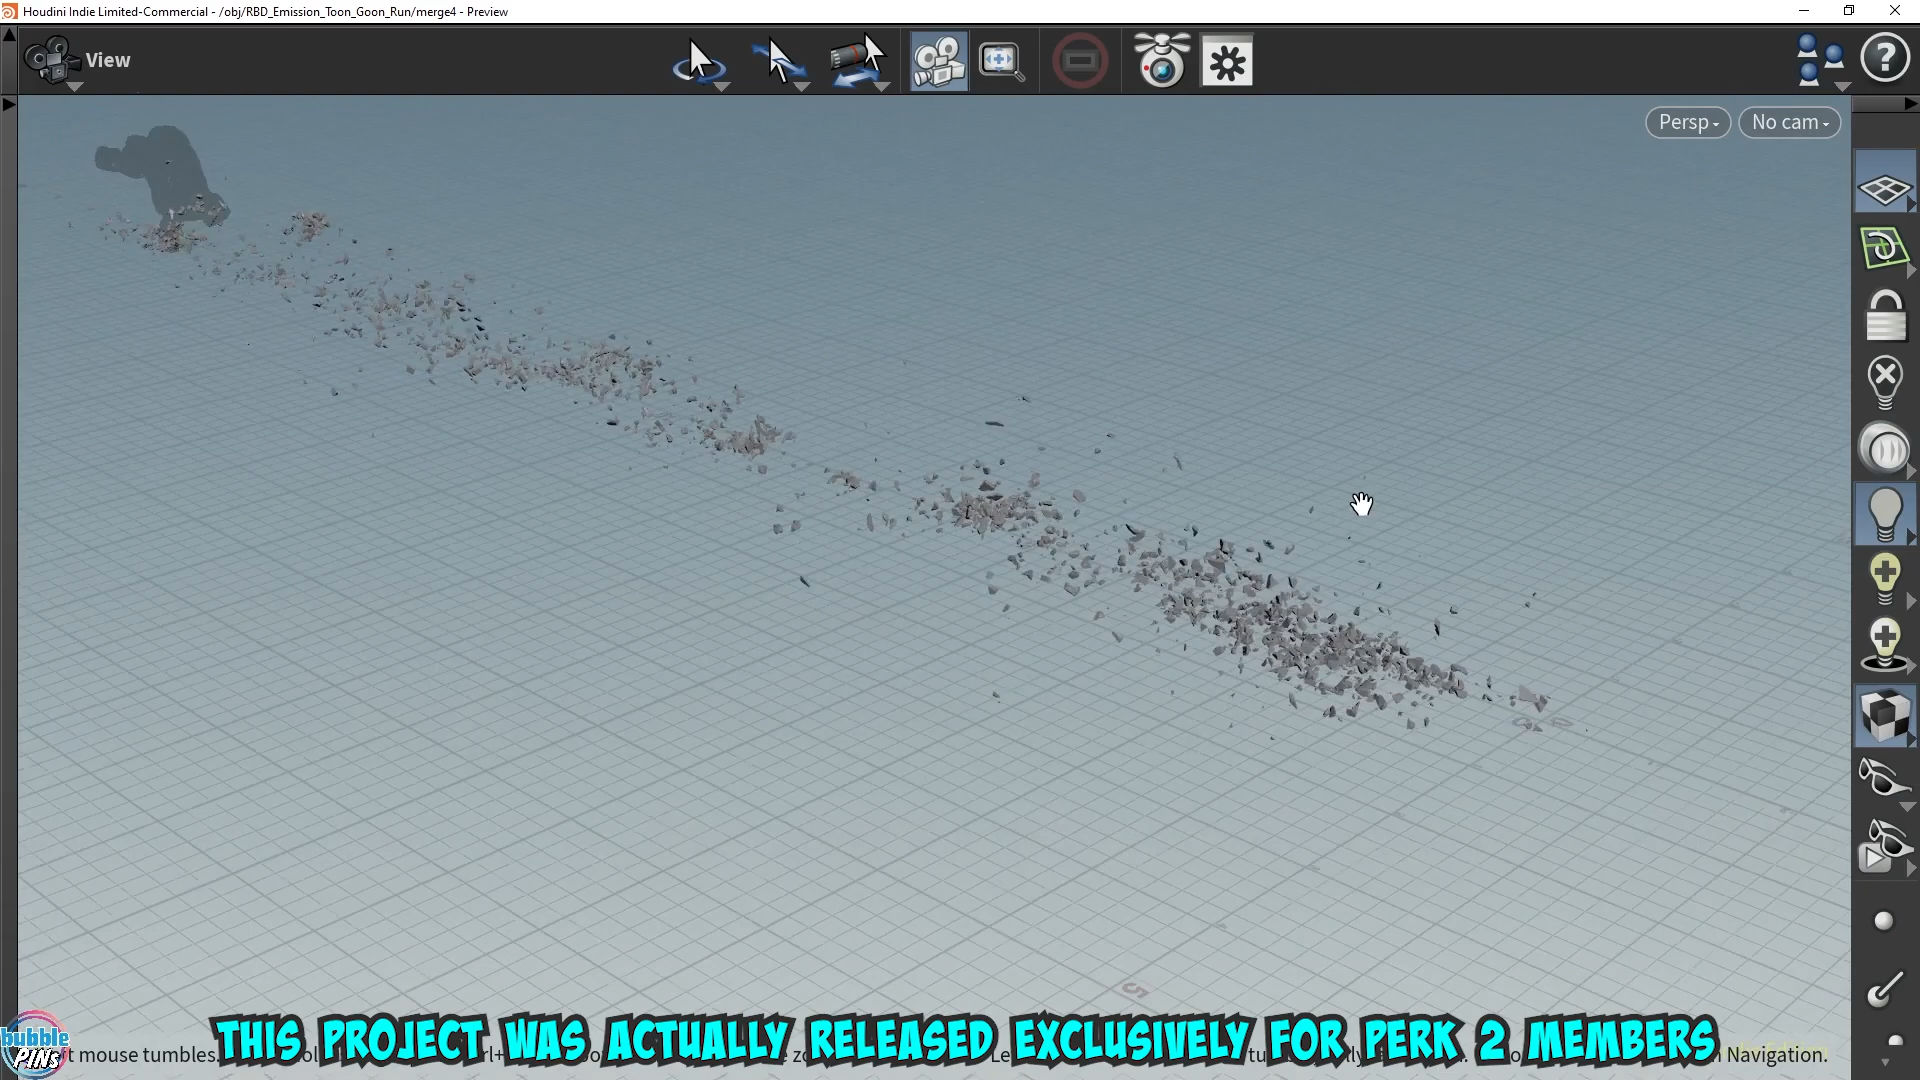 Houdini Indie Limited-Commercial - /obj/RBD_Emission_Toon_Goon_Run/merge4 - Preview
View
Persp
No cam
5
THIS PROJECT WAS ACTUALLY RELEASED EXCLUSIVELY FOR PERK 2 MEMBERS
bubble
PINS
mouse tumbles.
Navigation.